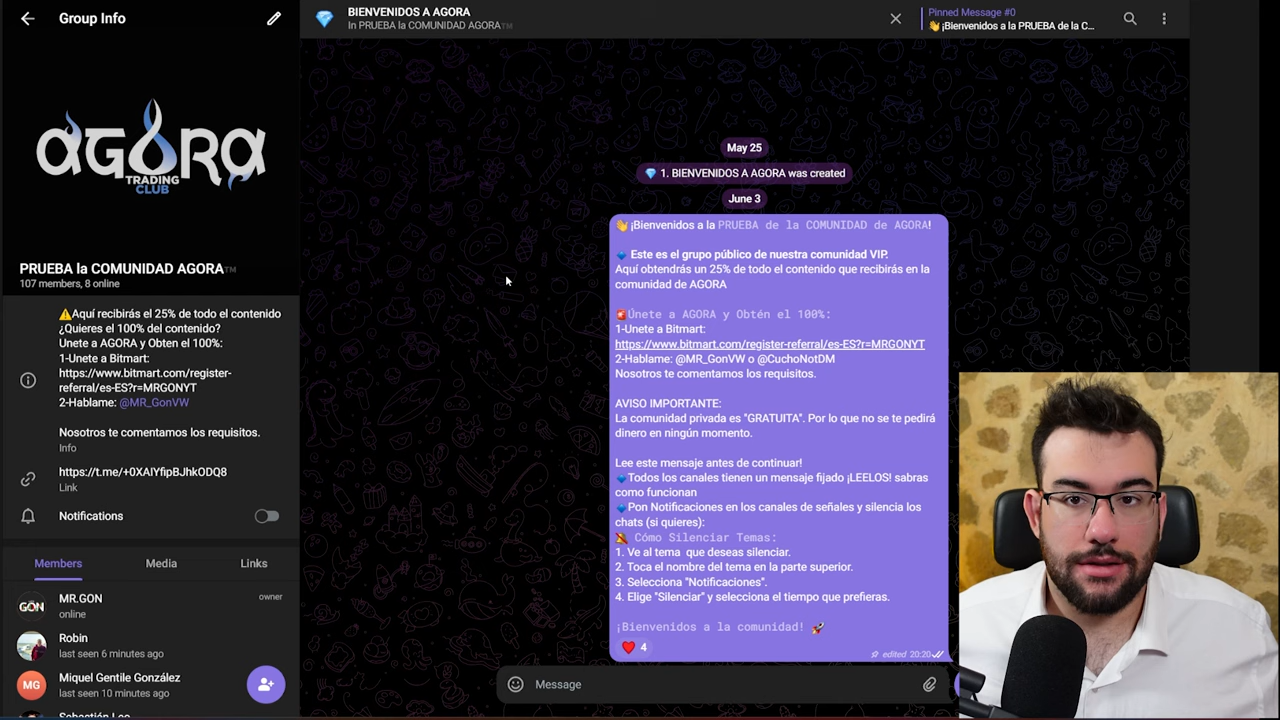 Group Info
AGORA
TRADING
CLUB
PRUEBA la COMUNIDAD AGORA™
107 members, 8 online
⚠️Aquí recibirás el 25% de todo el contenido
¿Quieres el 100% del contenido?
Unete a AGORA y Obten el 100%:
1-Unete a Bitmart:
https://www.bitmart.com/register-
referral/es-ES?r=MRGONYT
2-Hablame: @MR_GonVW
Nosotros te comentamos los requisitos.
Info
https://t.me/+0XAIYfipBJhkODQ8
Link
Notifications
Members Media Links
GON
MR.GON owner
online
Robin
last seen 6 minutes ago
MG
Miquel Gentile González
last seen 10 minutes ago
BIENVENIDOS A AGORA
In PRUEBA la COMUNIDAD AGORA™
Pinned Message #0
👋¡Bienvenidos a la PRUEBA de la C...
May 25
💎 1. BIENVENIDOS A AGORA was created
June 3
👋¡Bienvenidos a la PRUEBA de la COMUNIDAD de AGORA!
💎 Este es el grupo público de nuestra comunidad VIP.
Aquí obtendrás un 25% de todo el contenido que recibirás en la
comunidad de AGORA
🚨Únete a AGORA y Obtén el 100%:
1-Unete a Bitmart:
https://www.bitmart.com/register-referral/es-ES?r=MRGONYT
2-Hablame: @MR_GonVW o @CuchoNotDM
Nosotros te comentamos los requisitos.
AVISO IMPORTANTE:
La comunidad privada es "GRATUITA". Por lo que no se te pedirá
dinero en ningún momento.
Lee este mensaje antes de continuar!
💎Todos los canales tienen un mensaje fijado ¡LEELOS! sabras
como funcionan
💎Pon Notificaciones en los canales de señales y silencia los
chats (si quieres):
🔕 Cómo Silenciar Temas:
1. Ve al tema que deseas silenciar.
2. Toca el nombre del tema en la parte superior.
3. Selecciona "Notificaciones".
4. Elige "Silenciar" y selecciona el tiempo que prefieras.
¡Bienvenidos a la comunidad! 🚀
❤️ 4
edited 20:20
Message